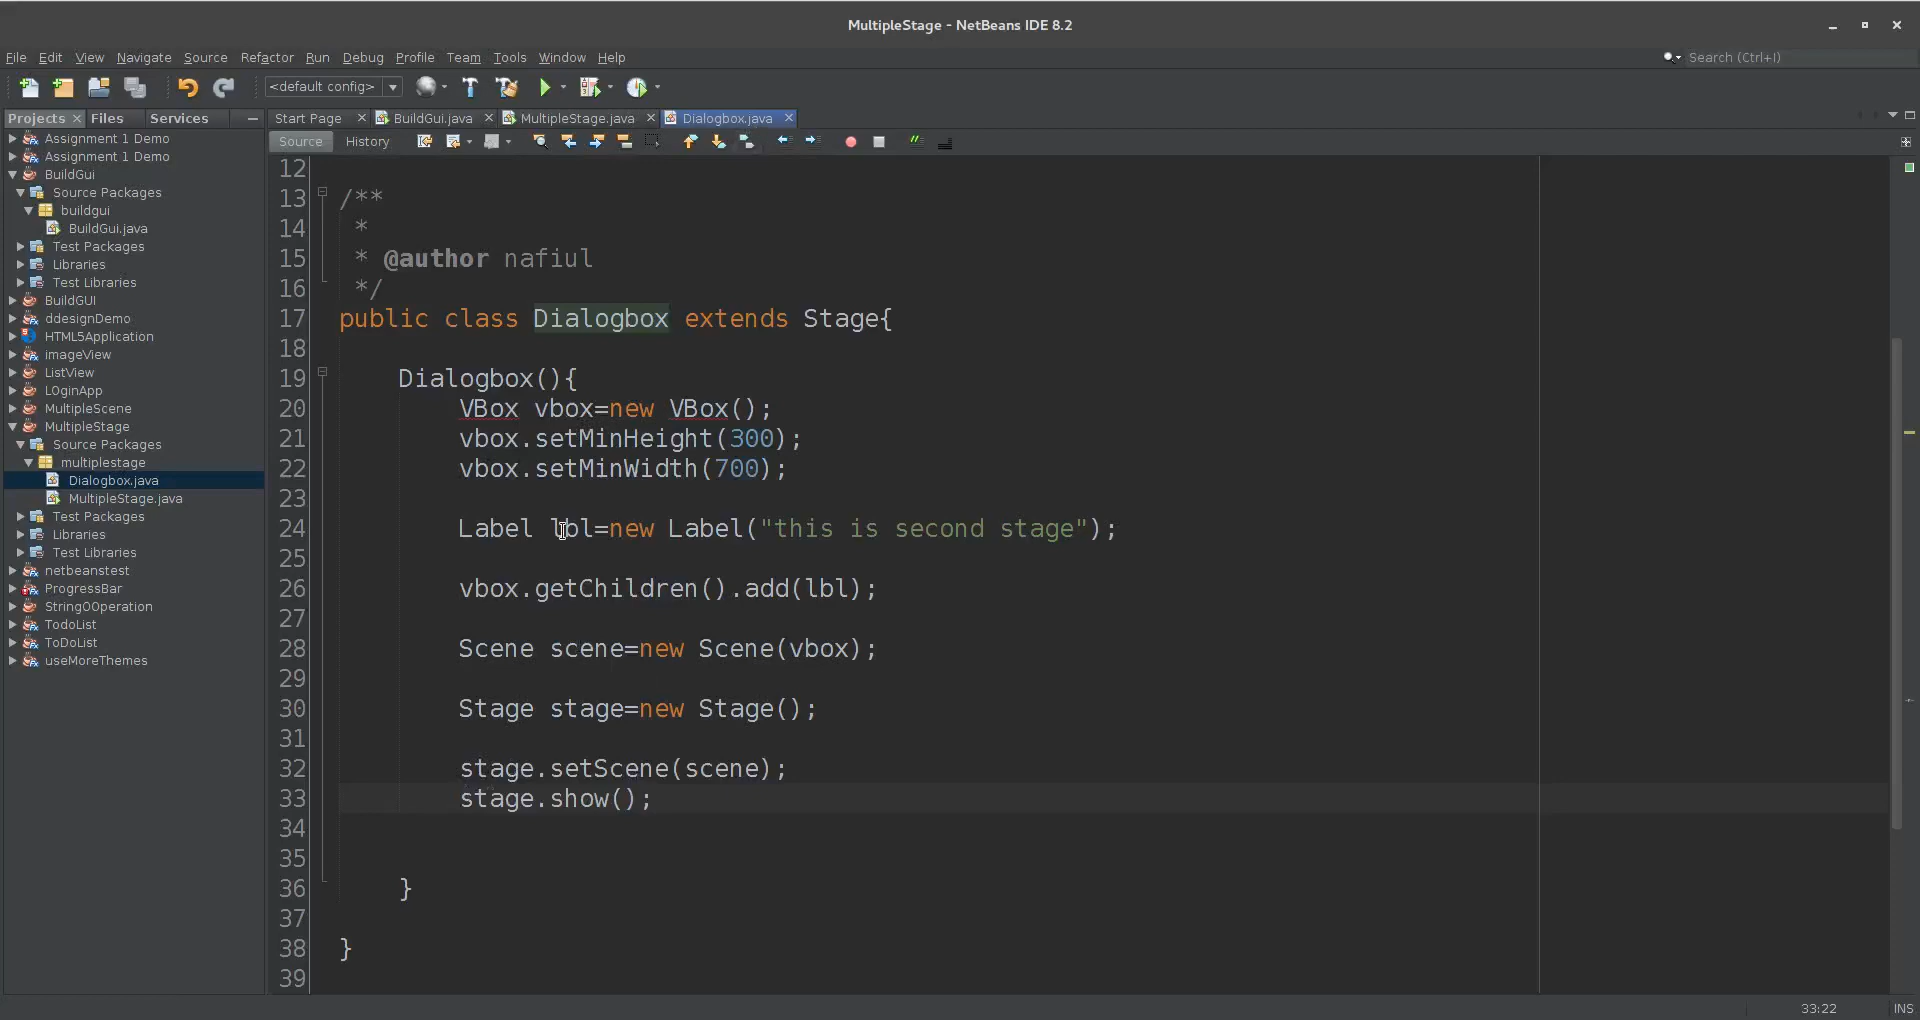 MultipleStage - NetBeans IDE 8.2
File Edit View Navigate Source Refactor Run Debug Profile Team Tools Window Help
Search (Ctrl+I)
<default config>
Projects Files Services
Start Page BuildGui.java MultipleStage.java Dialogbox.java
Source History
Assignment 1 Demo
Assignment 1 Demo
BuildGui
Source Packages
buildgui
BuildGui.java
Test Packages
Libraries
Test Libraries
BuildGUI
ddesignDemo
HTML5Application
imageView
ListView
LOginApp
MultipleScene
MultipleStage
Source Packages
multiplestage
Dialogbox.java
MultipleStage.java
Test Packages
Libraries
Test Libraries
netbeanstest
ProgressBar
StringOOperation
TodoList
ToDoList
useMoreThemes
12
13 /**
14 *
15 * @author nafiul
16 */
17 public class Dialogbox extends Stage{
18
19 Dialogbox(){
20 VBox vbox=new VBox();
21 vbox.setMinHeight(300);
22 vbox.setMinWidth(700);
23
24 Label lbl=new Label("this is second stage");
25
26 vbox.getChildren().add(lbl);
27
28 Scene scene=new Scene(vbox);
29
30 Stage stage=new Stage();
31
32 stage.setScene(scene);
33 stage.show();
34
35
36 }
37
38 }
39
33:22 INS